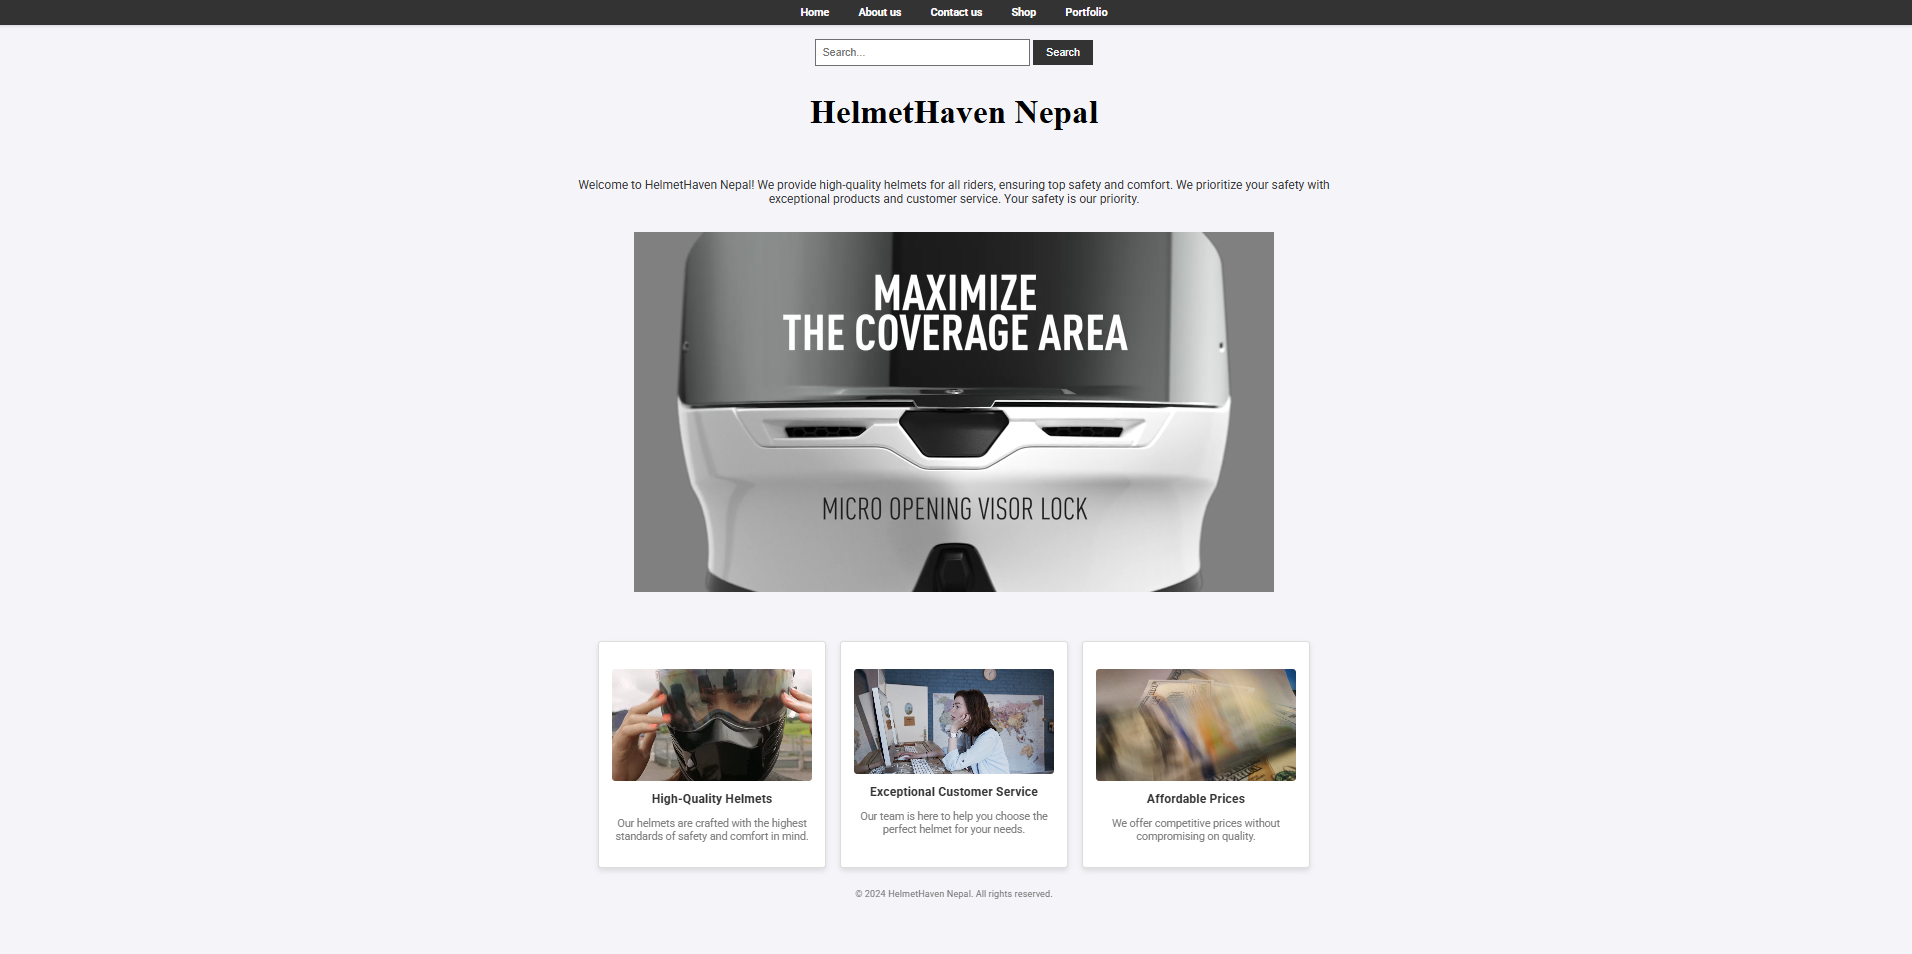 Home About us Contact us Shop Portfolio
Search... Search
HelmetHaven Nepal
Welcome to HelmetHaven Nepal! We provide high-quality helmets for all riders, ensuring top safety and comfort. We prioritize your safety with
exceptional products and customer service. Your safety is our priority.
MAXIMIZE
THE COVERAGE AREA
MICRO OPENING VISOR LOCK
High-Quality Helmets
Our helmets are crafted with the highest
standards of safety and comfort in mind.
Exceptional Customer Service
Our team is here to help you choose the
perfect helmet for your needs.
Affordable Prices
We offer competitive prices without
compromising on quality.
© 2024 HelmetHaven Nepal. All rights reserved.